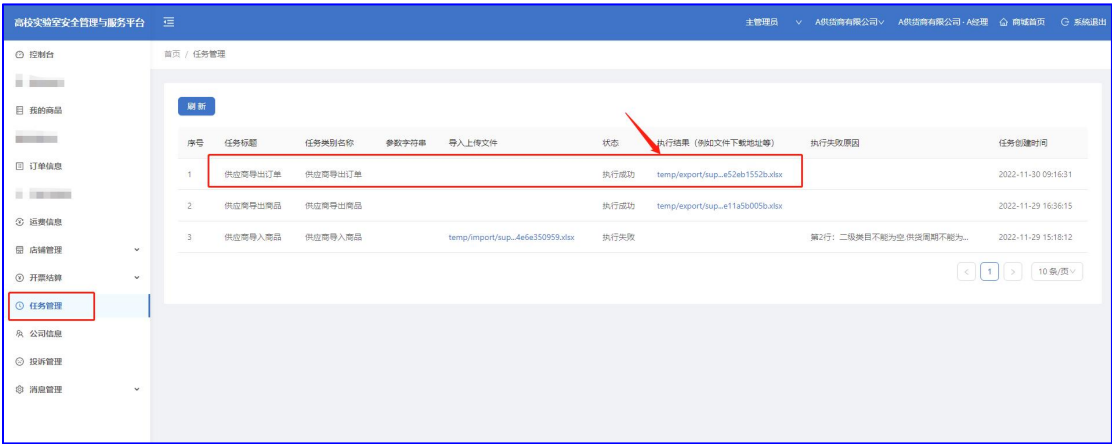 高校实验室安全管理与服务平台
主管理员 A供货商有限公司 A供货商有限公司 - A经理 商城首页 系统退出
控制台
首页 / 任务管理
我的商品
刷 新
序号 任务标题 任务类别名称 参数字符串 导入上传文件 状态 执行结果（例如文件下载地址等） 执行失败原因 任务创建时间
订单信息
1 供应商导出订单 供应商导出订单 执行成功 temp/export/sup...e52eb1552b.xlsx 2022-11-30 09:16:31
2 供应商导出商品 供应商导出商品 执行成功 temp/export/sup...e11a5b005b.xlsx 2022-11-29 16:36:15
运费信息
3 供应商导入商品 供应商导入商品 temp/import/sup...4e6e350959.xlsx 执行失败 第2行：二级类目不能为空,供货周期不能为... 2022-11-29 15:18:12
店铺管理
1 10 条/页
开票结算
任务管理
公司信息
投诉管理
消息管理